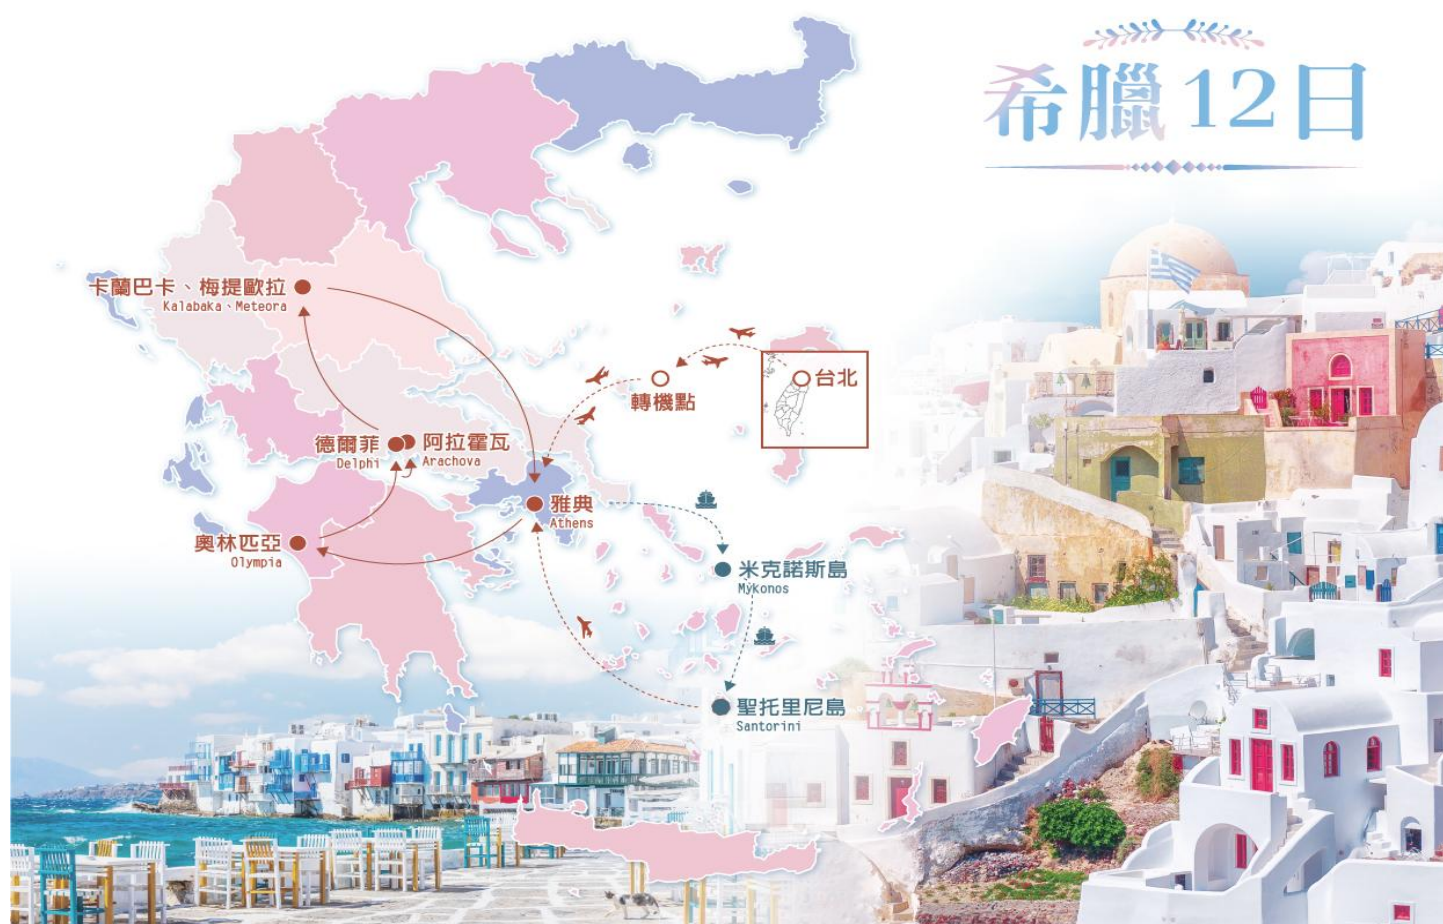 希臘12日
卡蘭巴卡、梅提歐拉
Kalabaka、Meteora
台北
轉機點
德爾菲
Delphi
阿拉霍瓦
Arachova
雅典
Athens
奧林匹亞
Olympia
米克諾斯島
Mykonos
聖托里尼島
Santorini